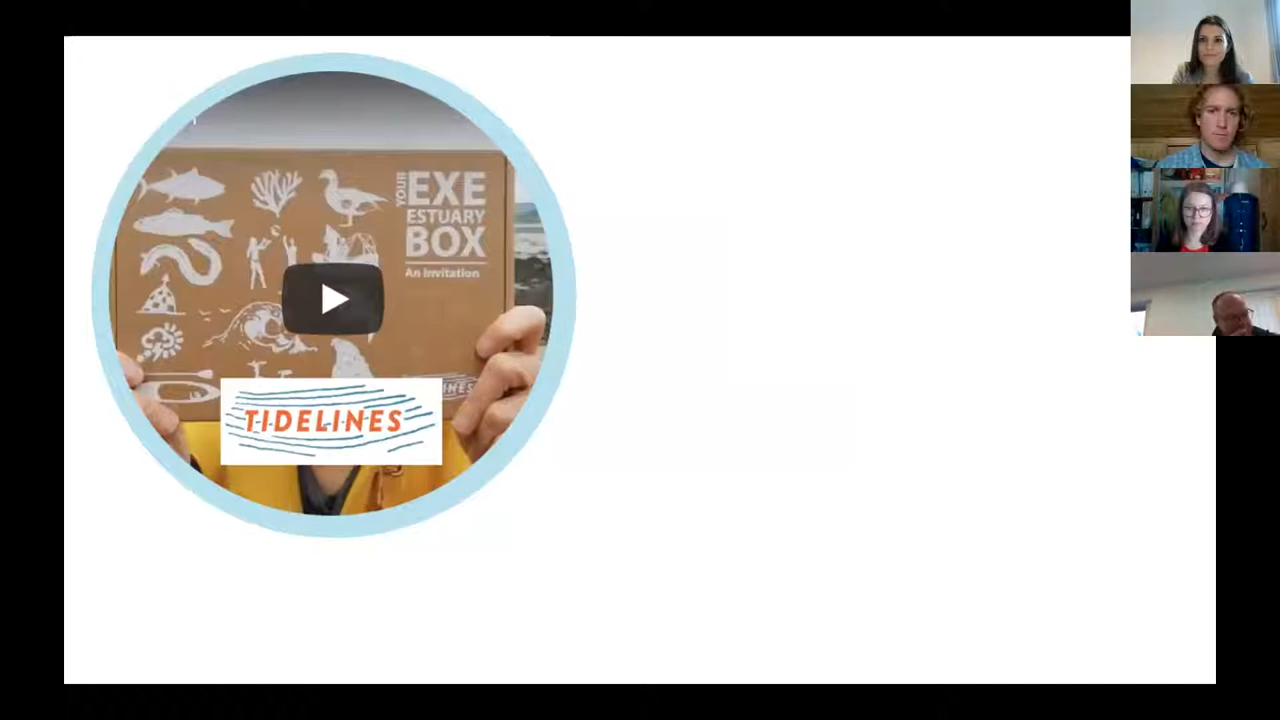 YOUR
EXE
ESTUARY
BOX
An Invitation
TIDELINES